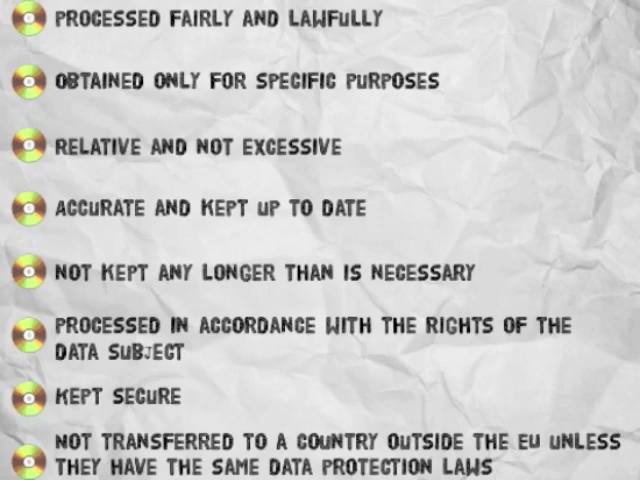 PROCESSED FAIRLY AND LAWFULLY
OBTAINED ONLY FOR SPECIFIC PURPOSES
RELATIVE AND NOT EXCESSIVE
ACCURATE AND KEPT UP TO DATE
NOT KEPT ANY LONGER THAN IS NECESSARY
PROCESSED IN ACCORDANCE WITH THE RIGHTS OF THE
DATA SUBJECT
KEPT SECURE
NOT TRANSFERRED TO A COUNTRY OUTSIDE THE EU UNLESS
THEY HAVE THE SAME DATA PROTECTION LAWS